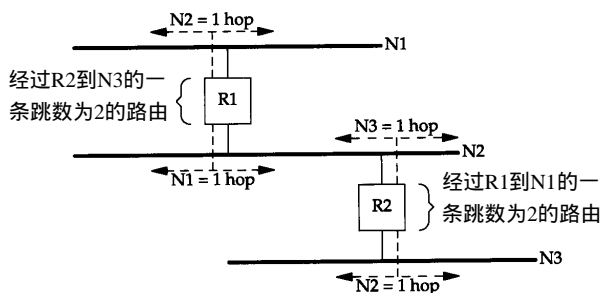 N2 = 1 hop
N1
经过R2到N3的一
条跳数为2的路由
R1
N3 = 1 hop
N2
N1 = 1 hop
R2
经过R1到N1的一
条跳数为2的路由
N3
N2 = 1 hop